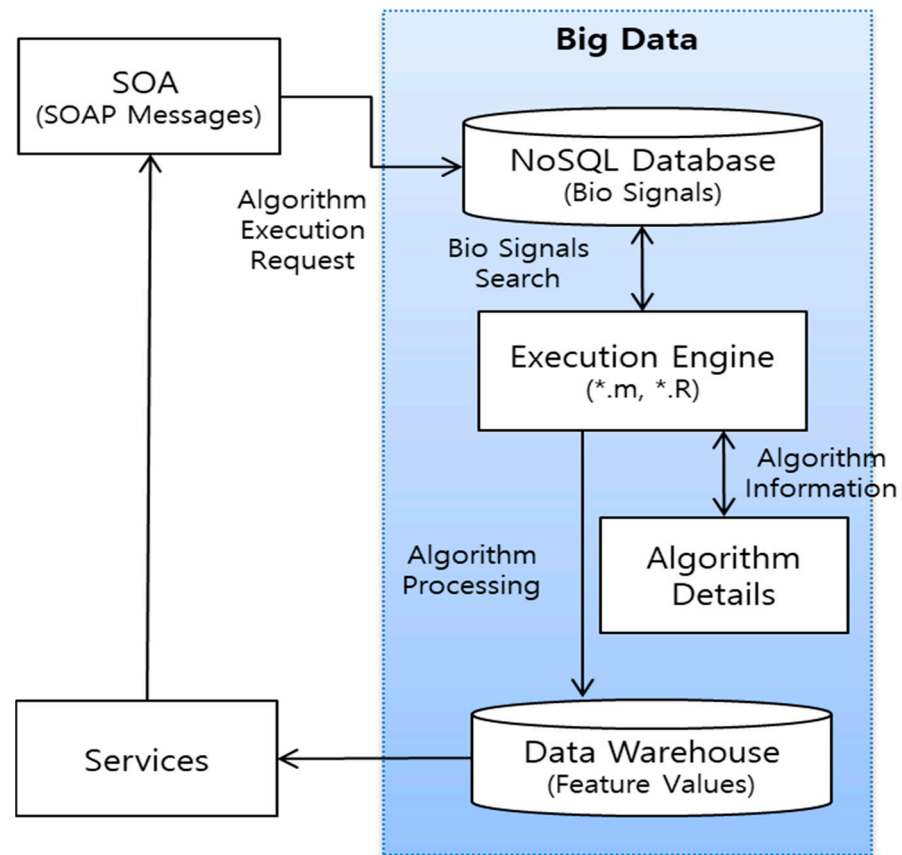 Big Data
SOA
(SOAP Messages)
NoSQL Database
(Bio Signals)
Algorithm
Execution
Request
Bio Signals
Search
Execution Engine
(*.m, *.R)
Algorithm
Information
Algorithm
Processing
Algorithm
Details
Services
Data Warehouse
(Feature Values)